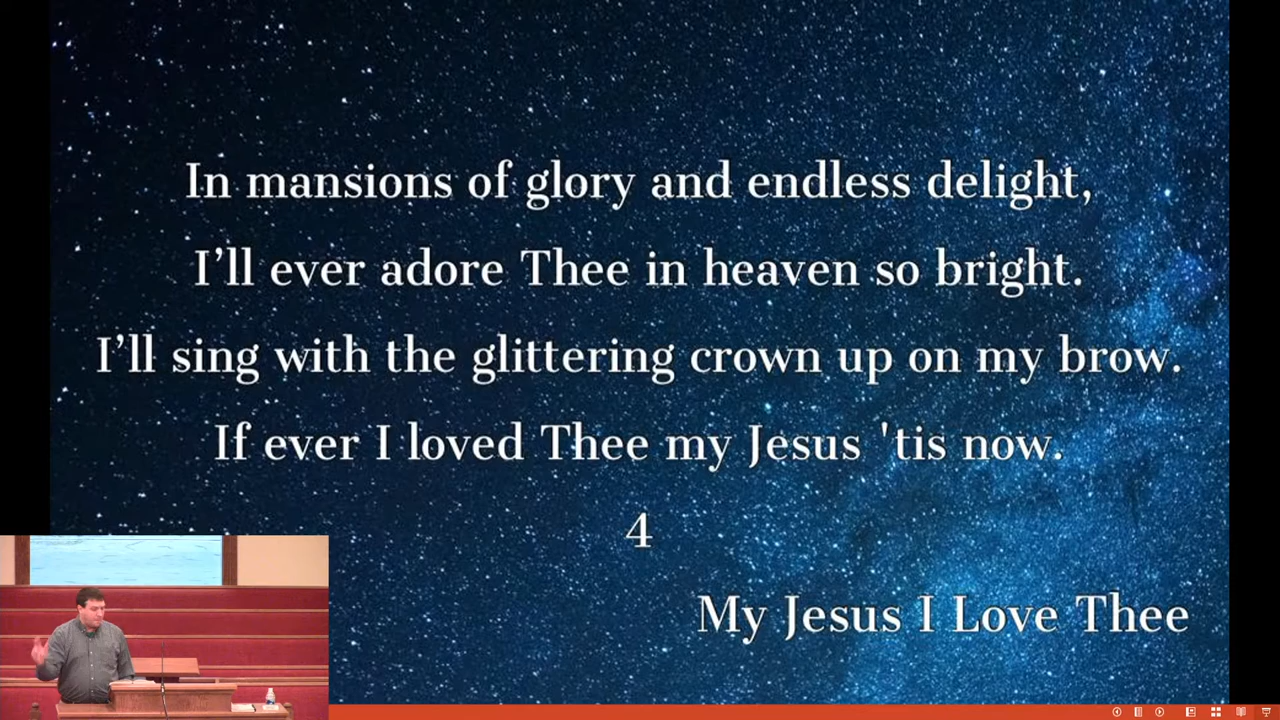 In mansions of glory and endless delight,
I’ll ever adore Thee in heaven so bright.
I’ll sing with the glittering crown up on my brow.
If ever I loved Thee my Jesus 'tis now.
4
My Jesus I Love Thee